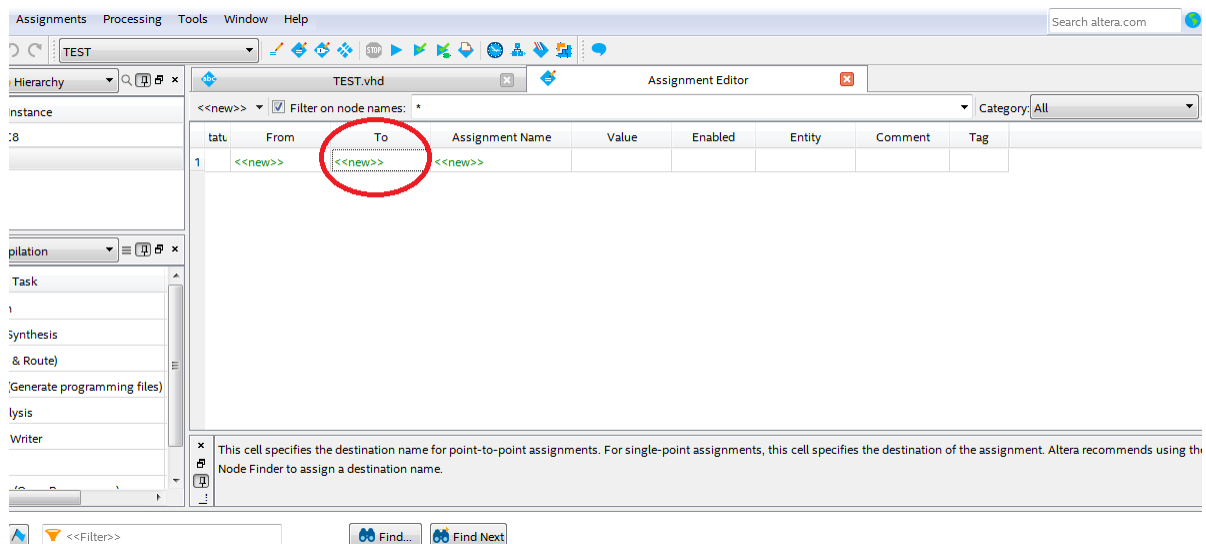 Assignments Processing Tools Window Help
Search altera.com
TEST
STOP
Hierarchy
abc TEST.vhd Assignment Editor
<<new>> Filter on node names: * Category: All
nstance
:8
tatu From To Assignment Name Value Enabled Entity Comment Tag
1 <<new>> <<new>> <<new>>
pilation
Task
Synthesis
& Route)
(Generate programming files)
lysis
Writer
This cell specifies the destination name for point-to-point assignments. For single-point assignments, this cell specifies the destination of the assignment. Altera recommends using the
Node Finder to assign a destination name.
<<Filter>> Find... Find Next